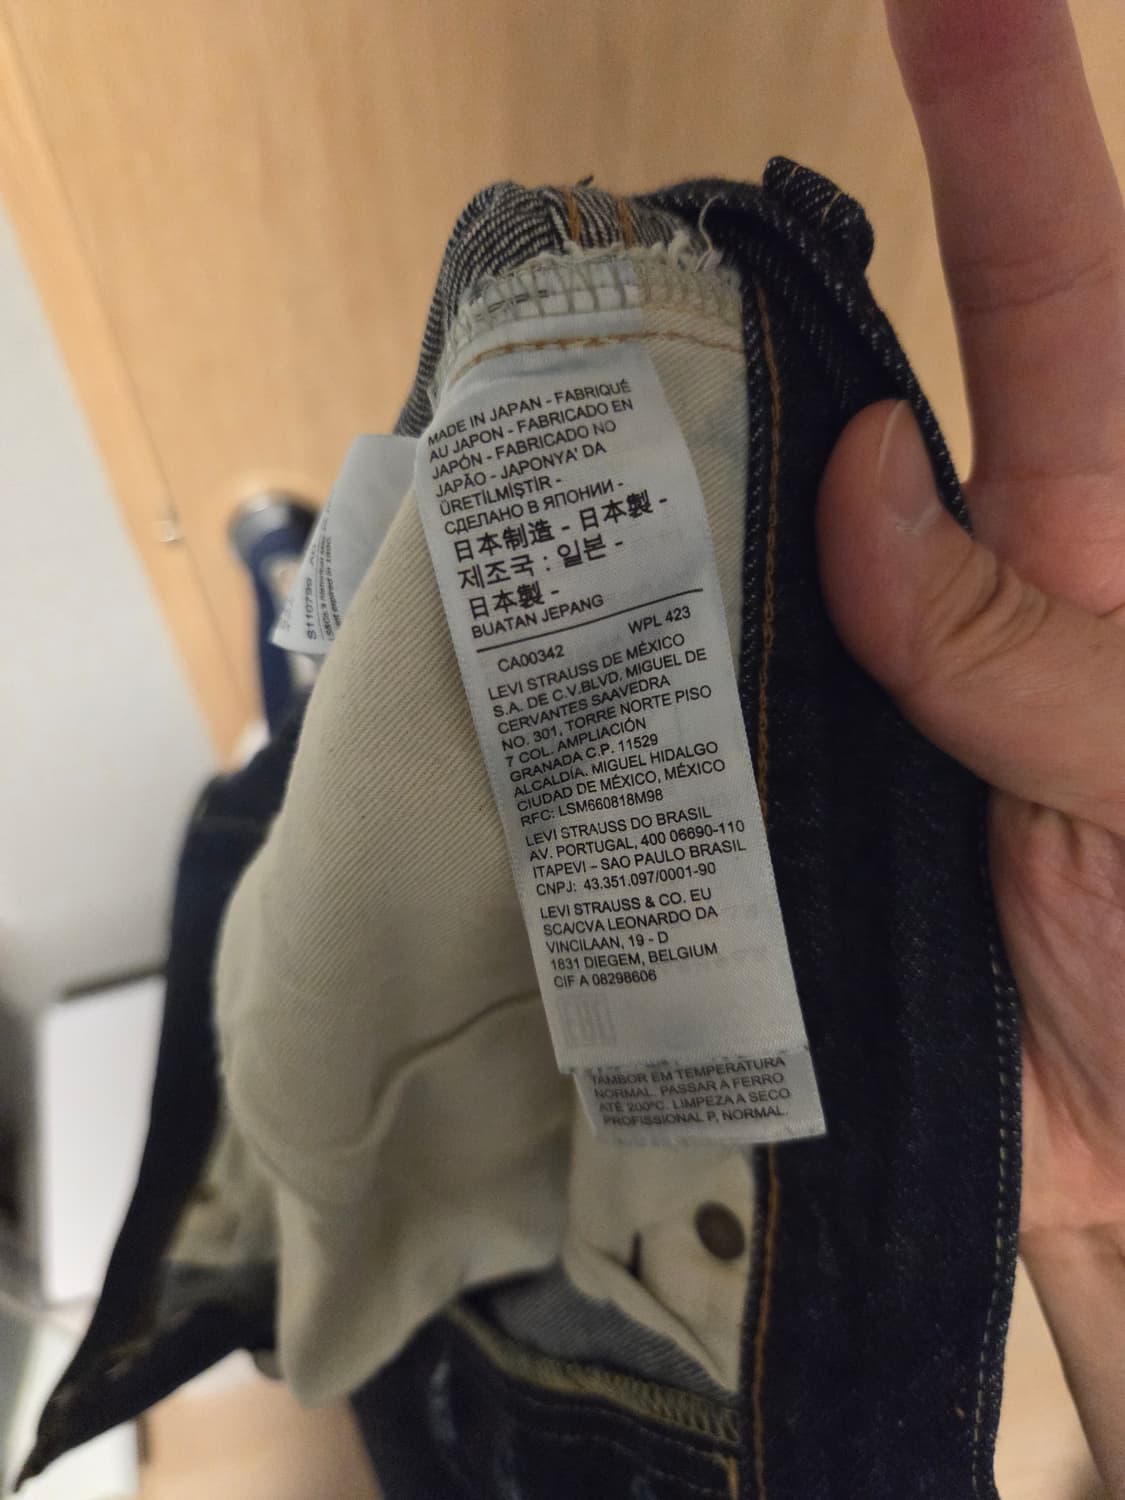 MADE IN JAPAN - FABRIQUÉ
AU JAPON - FABRICADO EN
JAPÓN - FABRICADO NO
JAPÃO - JAPONYA' DA
ÜRETİLMİŞTİR -
СДЕЛАНО В ЯПОНИИ -
日本制造 - 日本製 -
제조국 : 일본 -
日本製 -
BUATAN JEPANG
WPL 423
CA00342
LEVI STRAUSS DE MÉXICO
S.A. DE C.V.BLVD. MIGUEL DE
CERVANTES SAAVEDRA
NO. 301, TORRE NORTE PISO
7 COL. AMPLIACIÓN
GRANADA C.P. 11529
ALCALDÍA. MIGUEL HIDALGO
CIUDAD DE MÉXICO, MÉXICO
RFC: LSM660818M98
LEVI STRAUSS DO BRASIL
AV. PORTUGAL, 400 06690-110
ITAPEVI – SAO PAULO BRASIL
CNPJ: 43.351.097/0001-90
LEVI STRAUSS & CO. EU
SCA/CVA LEONARDO DA
VINCILAAN, 19 - D
1831 DIEGEM, BELGIUM
CIF A 08298606
EAC
TAMBOR EM TEMPERATURA
NORMAL. PASSAR A FERRO
ATÉ 200ºC. LIMPEZA A SECO
PROFISSIONAL P, NORMAL.
S110799